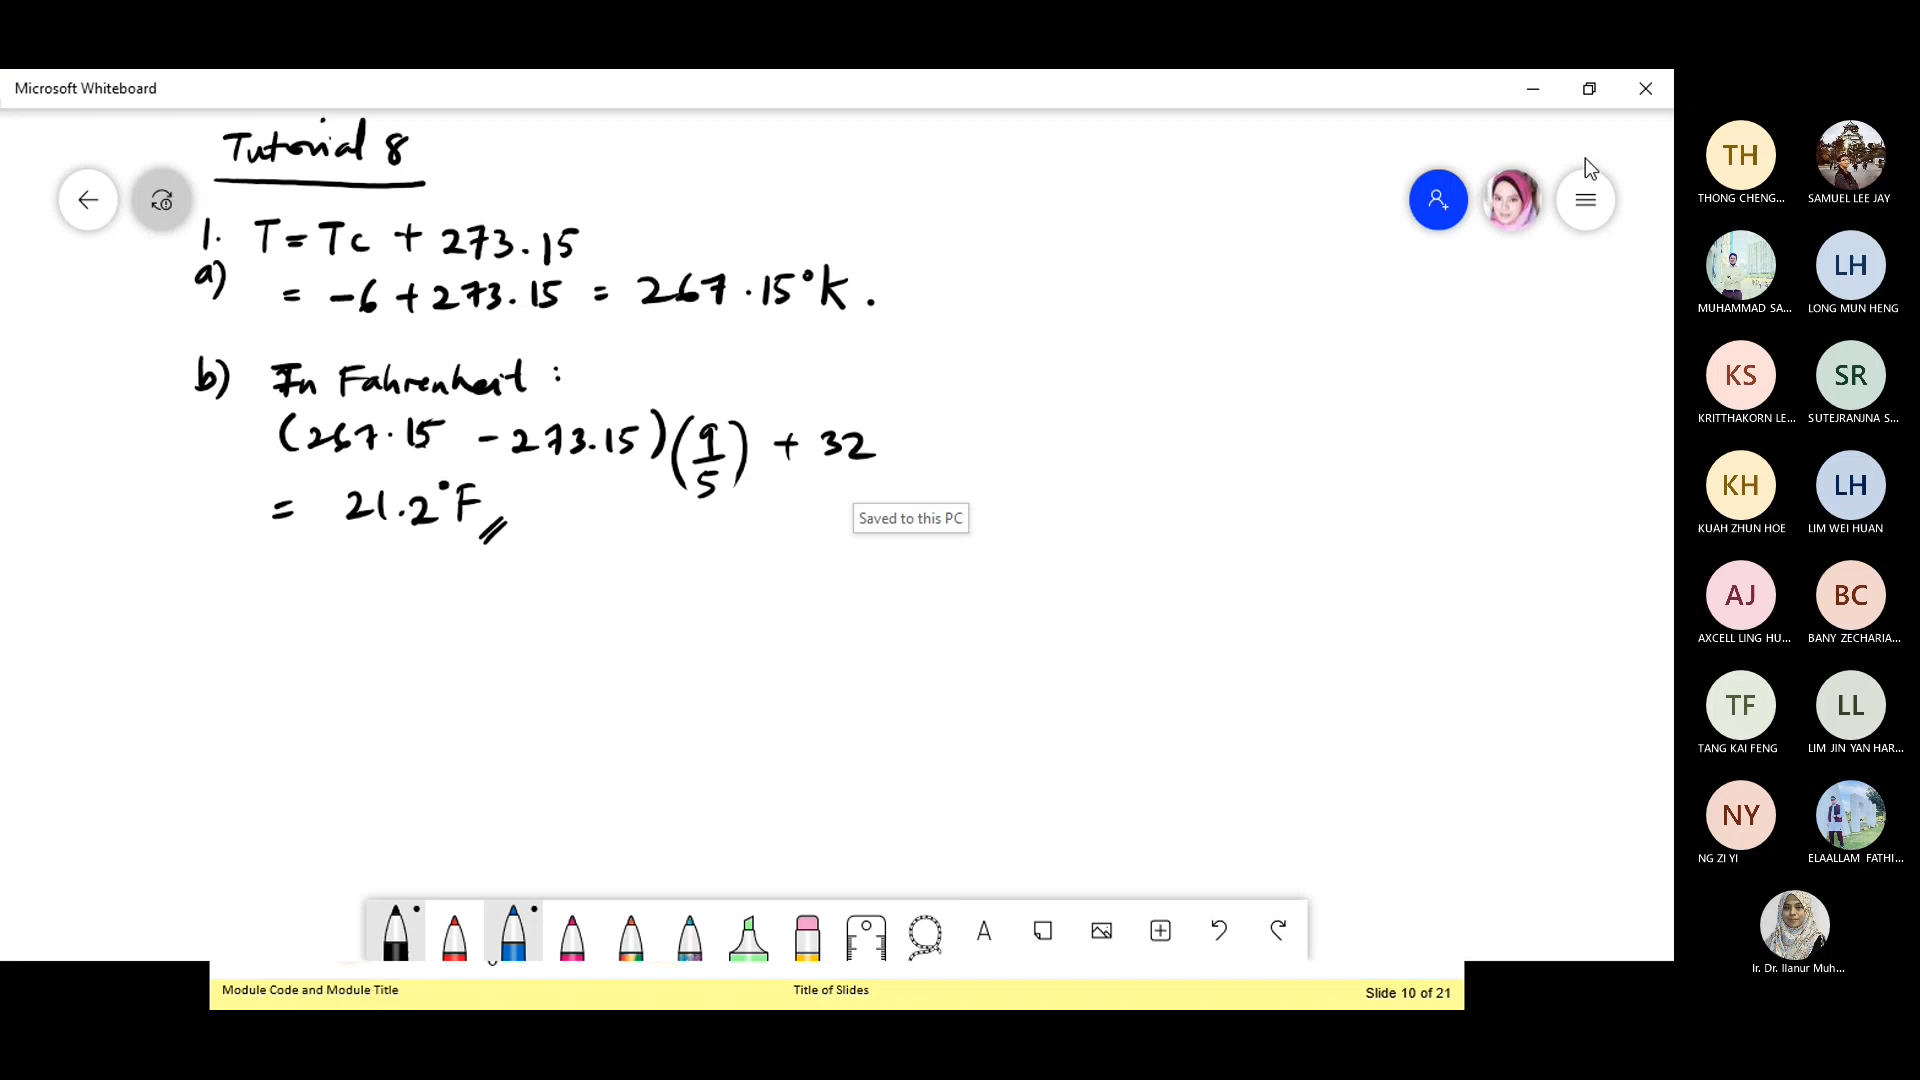 Microsoft Whiteboard
Tutorial 8
1. T = Tc + 273.15
a) = -6 + 273.15 = 267.15°K.
b) In Fahrenheit :
(267.15 - 273.15)(9/5) + 32
= 21.2°F
Saved to this PC
A
Module Code and Module Title
Title of Slides
Slide 10 of 21
TH
THONG CHENG...
SAMUEL LEE JAY
MUHAMMAD SA...
LH
LONG MUN HENG
KS
KRITTHAKORN LE...
SR
SUTEJRANJNA S...
KH
KUAH ZHUN HOE
LH
LIM WEI HUAN
AJ
AXCELL LING HU...
BC
BANY ZECHARIA...
TF
TANG KAI FENG
LL
LIM JIN YAN HAR...
NY
NG ZI YI
ELAALLAM FATHI...
Ir. Dr. Ilanur Muh...